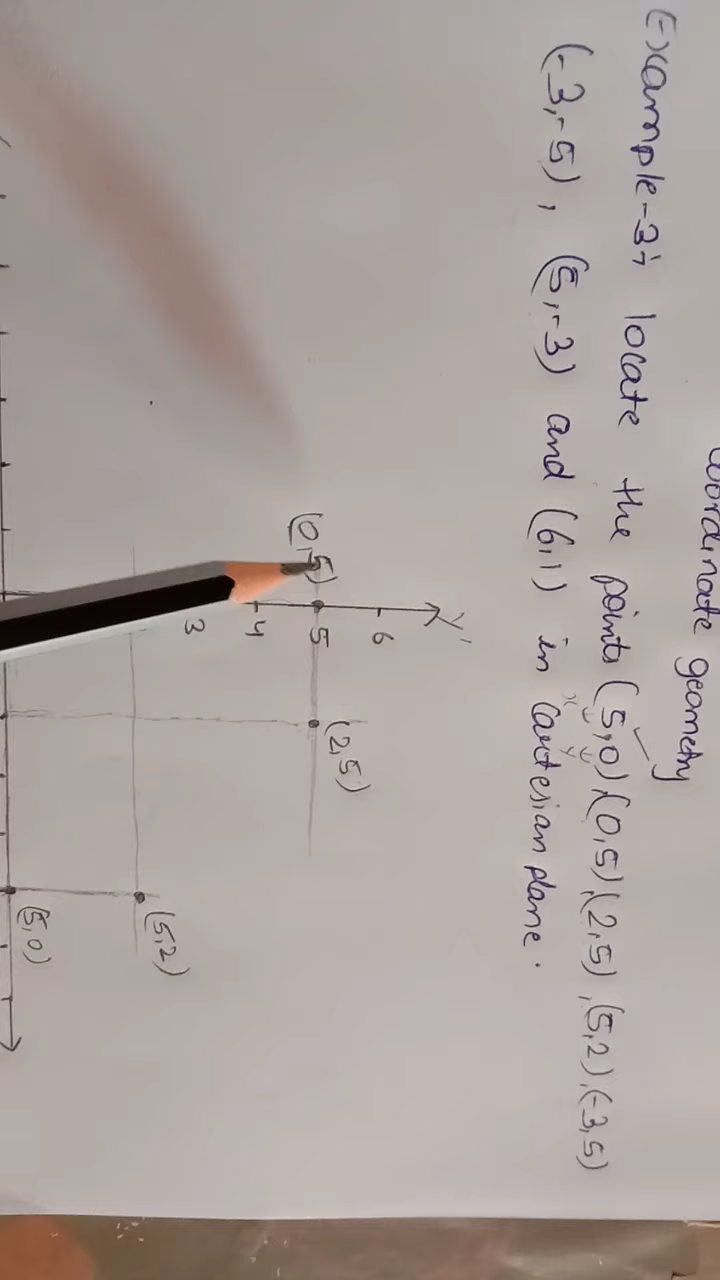 Coordinate geometry
Example-3; locate the points (5,0),(0,5),(2,5),(5,2),(-3,5)
(-3,-5), (5,-3) and (6,1) in Cartesian plane.
Y'
6
(0,5)
5
(2,5)
4
3
(5,2)
(5,0)
x y